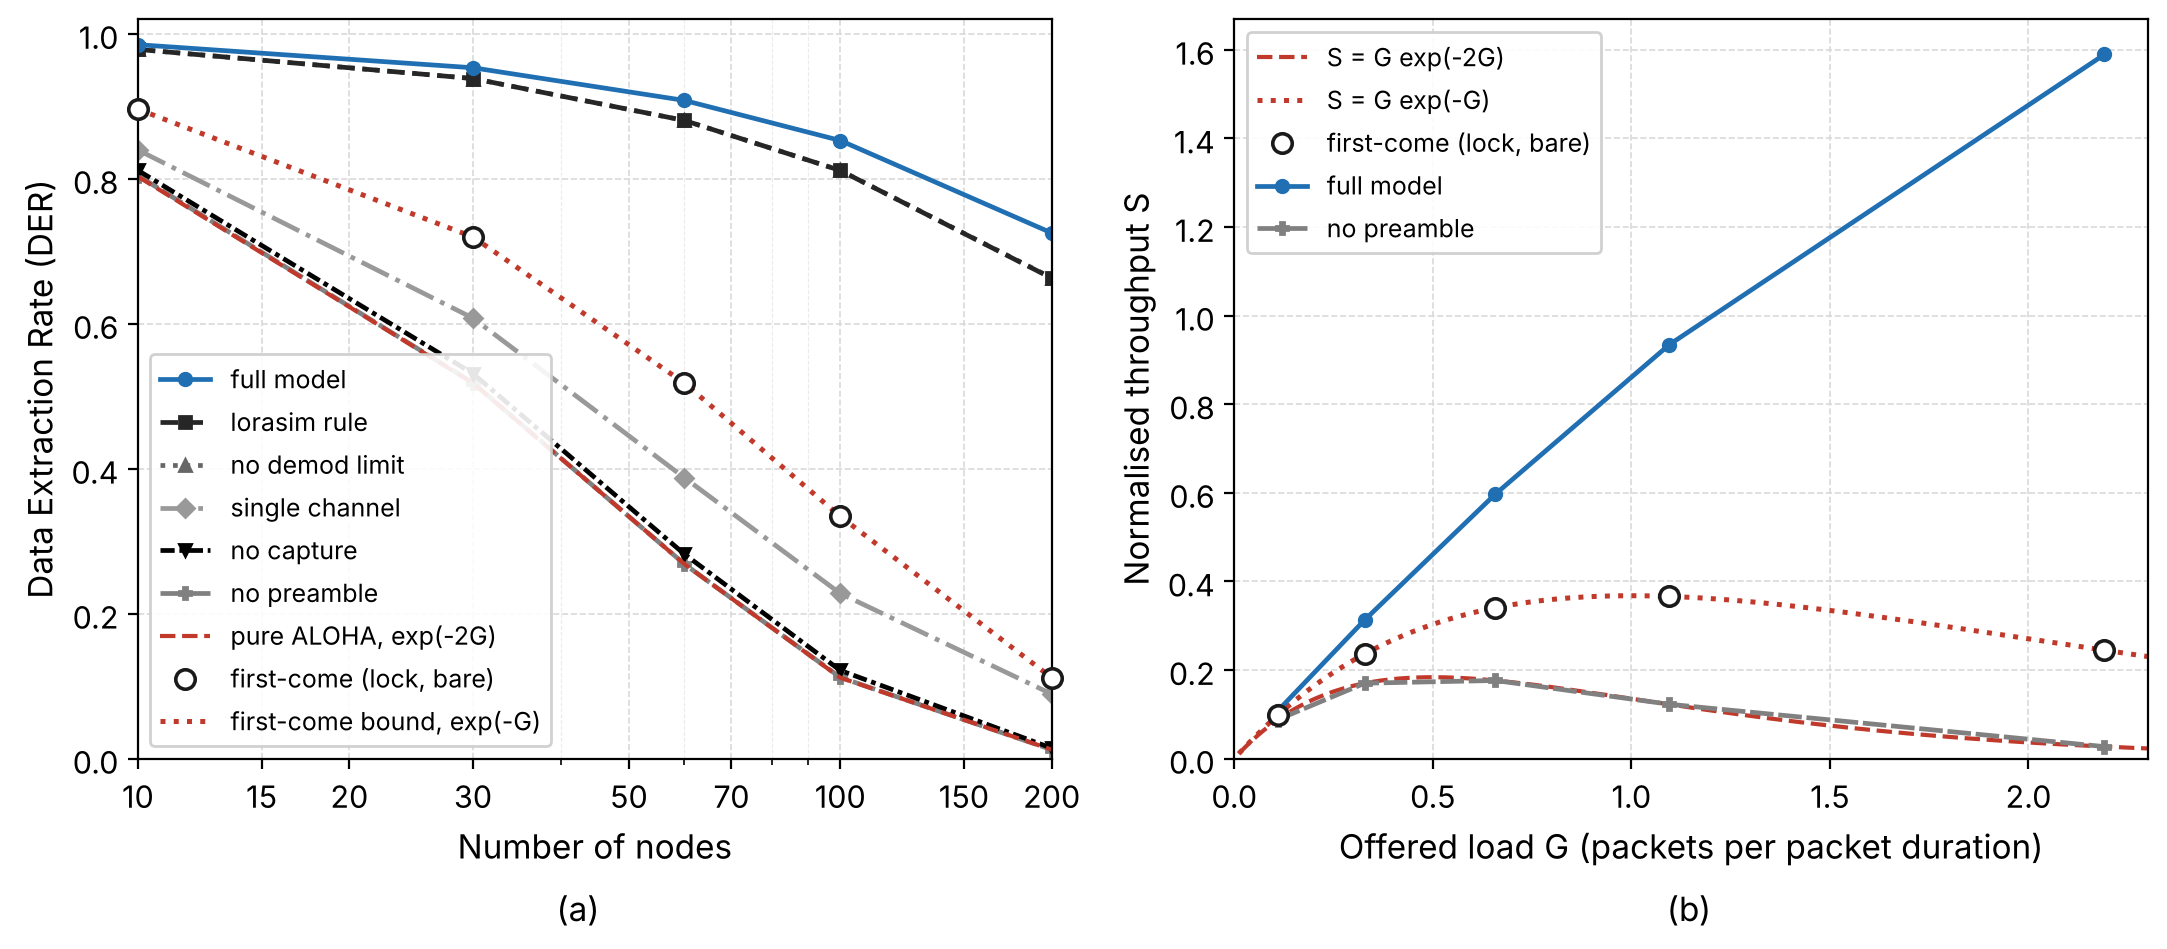 1.0
0.8
0.6
0.4
0.2
0.0
Data Extraction Rate (DER)
full model
lorasim rule
no demod limit
single channel
no capture
no preamble
pure ALOHA, exp(-2G)
first-come (lock, bare)
first-come bound, exp(-G)
10 15 20 30 50 70 100 150 200
Number of nodes
(a)
1.6
1.4
1.2
1.0
0.8
0.6
0.4
0.2
0.0
Normalised throughput S
S = G exp(-2G)
S = G exp(-G)
first-come (lock, bare)
full model
no preamble
0.0 0.5 1.0 1.5 2.0
Offered load G (packets per packet duration)
(b)